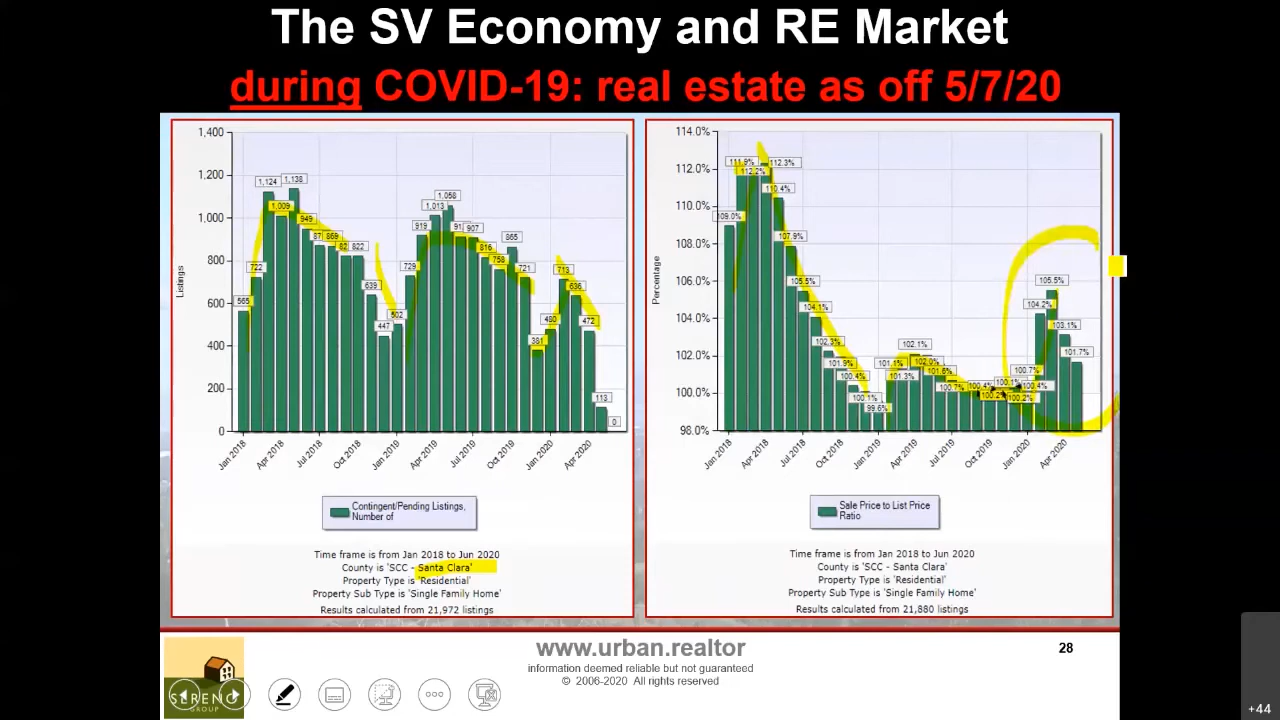 The SV Economy and RE Market
during COVID-19: real estate as off 5/7/20
1,400
1,200
1,000
800
600
400
200
0
Listings
565
722
1,124
1,009
1,138
949
869
822
639
447
502
729
919
1,013
1,058
907
816
758
865
721
381
480
713
636
472
113
0
Jan 2018
Apr 2018
Jul 2018
Oct 2018
Jan 2019
Apr 2019
Jul 2019
Oct 2019
Jan 2020
Apr 2020
Contingent/Pending Listings,
Number of
Time frame is from Jan 2018 to Jun 2020
County is 'SCC - Santa Clara'
Property Type is 'Residential'
Property Sub Type is 'Single Family Home'
Results calculated from 21,972 listings
114.0%
112.0%
110.0%
108.0%
106.0%
104.0%
102.0%
100.0%
98.0%
Percentage
109.0%
111.9%
112.2%
112.3%
110.4%
107.9%
105.5%
104.1%
102.3%
101.9%
100.4%
100.1%
99.6%
101.1%
101.3%
102.1%
102.0%
101.6%
100.7%
100.4%
100.2%
100.1%
100.2%
100.7%
100.4%
104.2%
105.5%
103.1%
101.7%
Jan 2018
Apr 2018
Jul 2018
Oct 2018
Jan 2019
Apr 2019
Jul 2019
Oct 2019
Jan 2020
Apr 2020
Sale Price to List Price
Ratio
Time frame is from Jan 2018 to Jun 2020
County is 'SCC - Santa Clara'
Property Type is 'Residential'
Property Sub Type is 'Single Family Home'
Results calculated from 21,880 listings
www.urban.realtor
28
information deemed reliable but not guaranteed
© 2006-2020 All rights reserved
SERENO
GROUP
+44